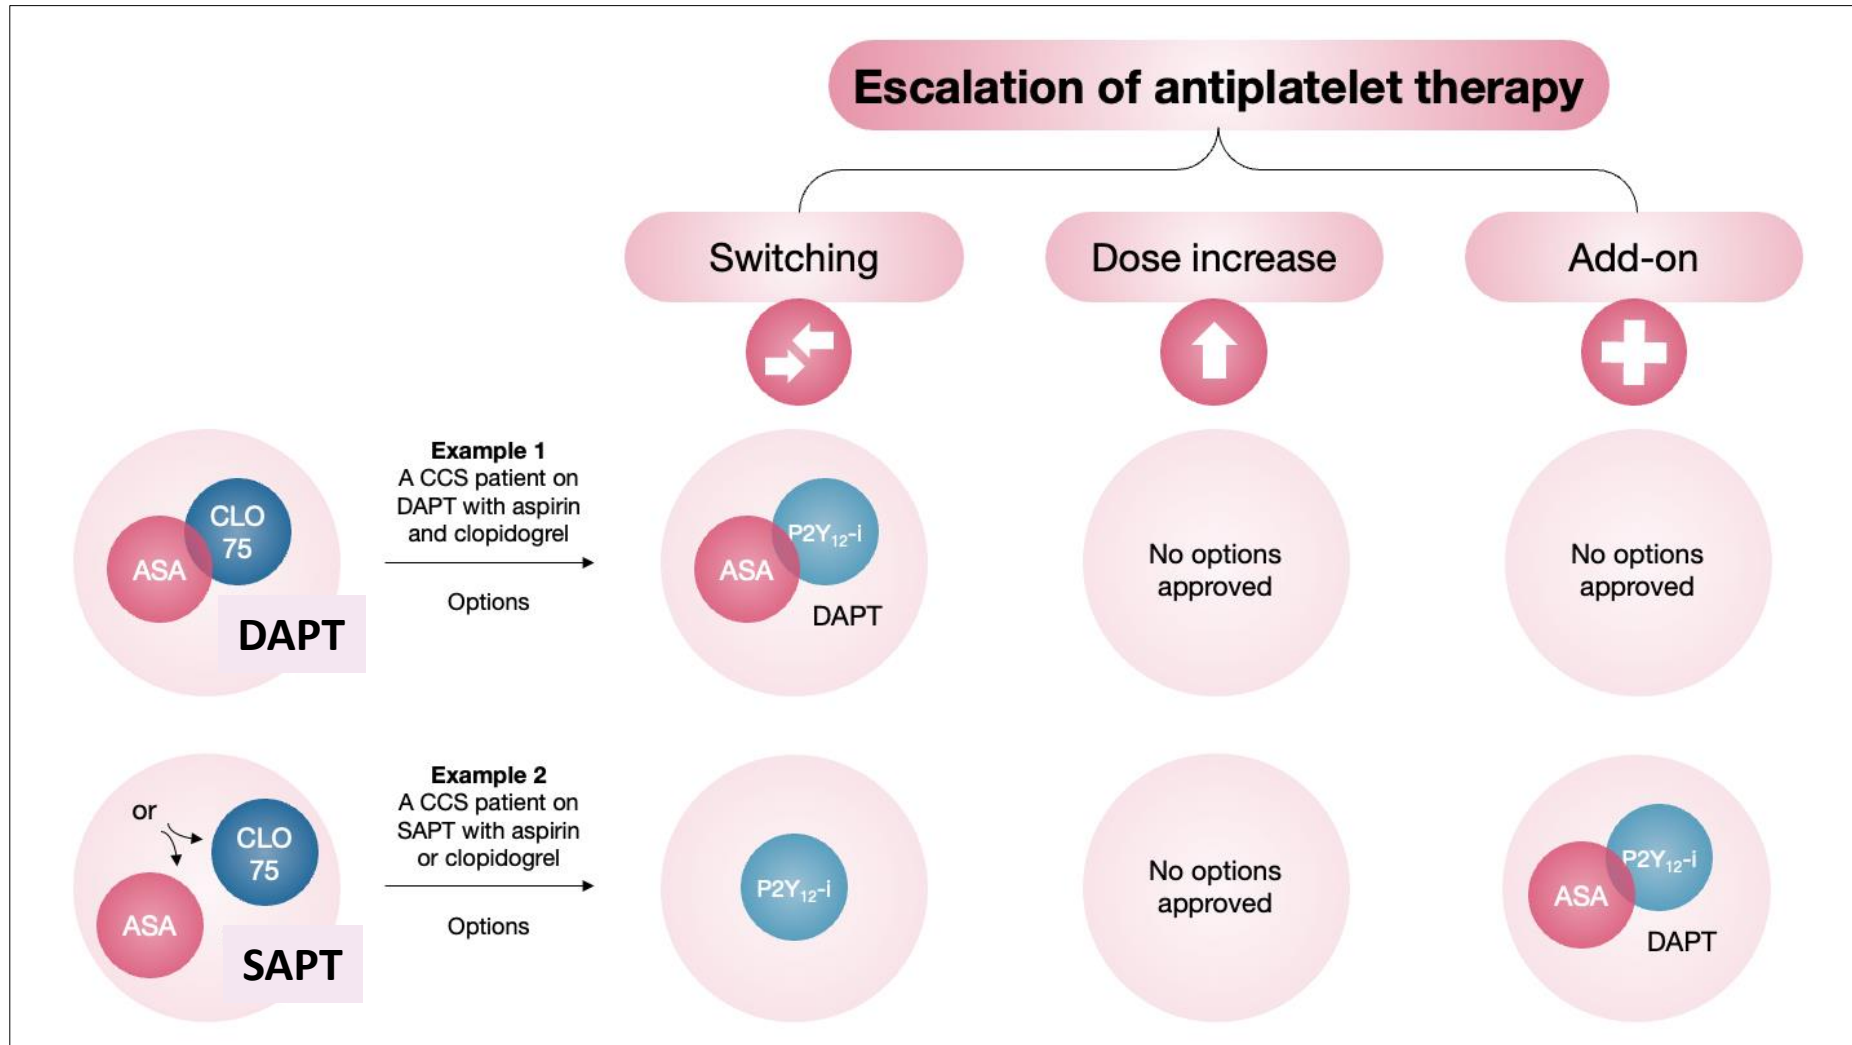 Escalation of antiplatelet therapy
Switching
Dose increase
Add-on
ASA
CLO
75
DAPT
Example 1
A CCS patient on
DAPT with aspirin
and clopidogrel
Options
ASA
P2Y₁₂-i
DAPT
No options
approved
No options
approved
or
CLO
75
ASA
SAPT
Example 2
A CCS patient on
SAPT with aspirin
or clopidogrel
Options
P2Y₁₂-i
No options
approved
ASA
P2Y₁₂-i
DAPT